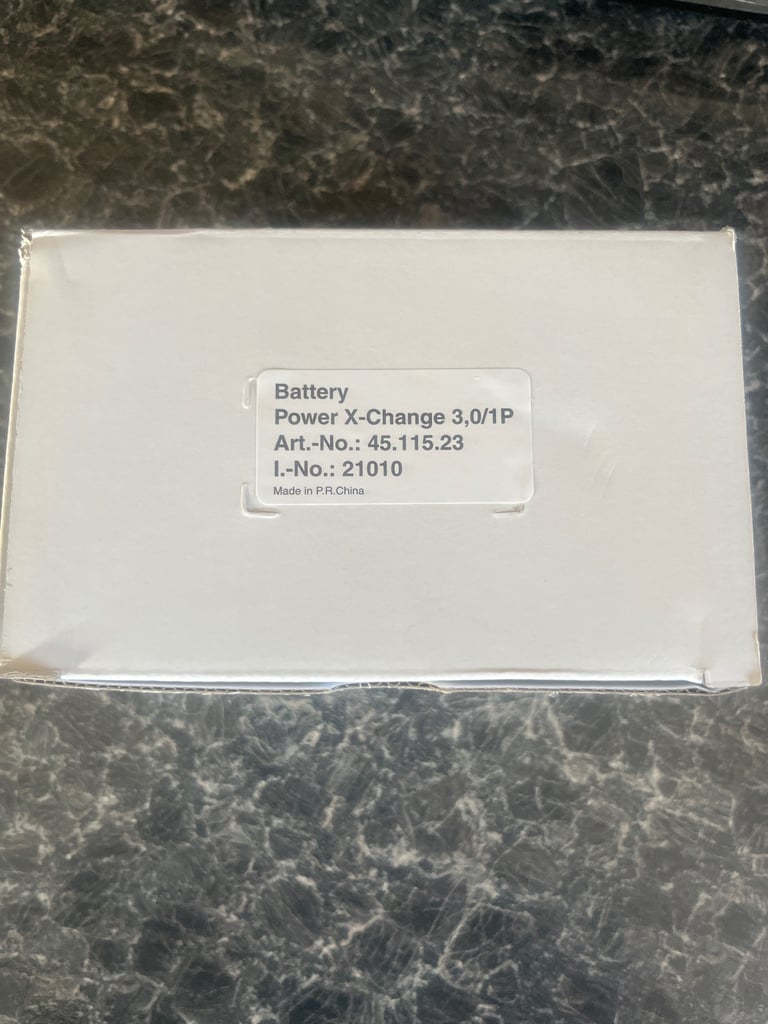 Battery
Power X-Change 3,0/1P
Art.-No.: 45.115.23
I.-No.: 21010
Made in P.R.China